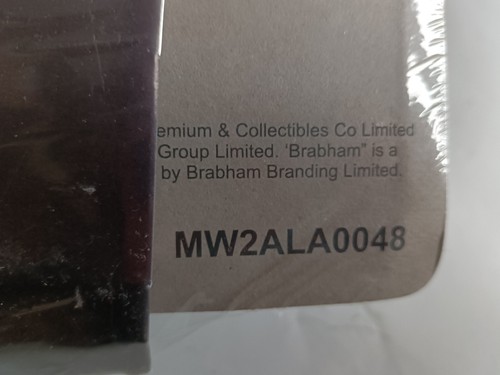 emium & Collectibles Co Limited
Group Limited. 'Brabham" is a
by Brabham Branding Limited.
MW2ALA0048